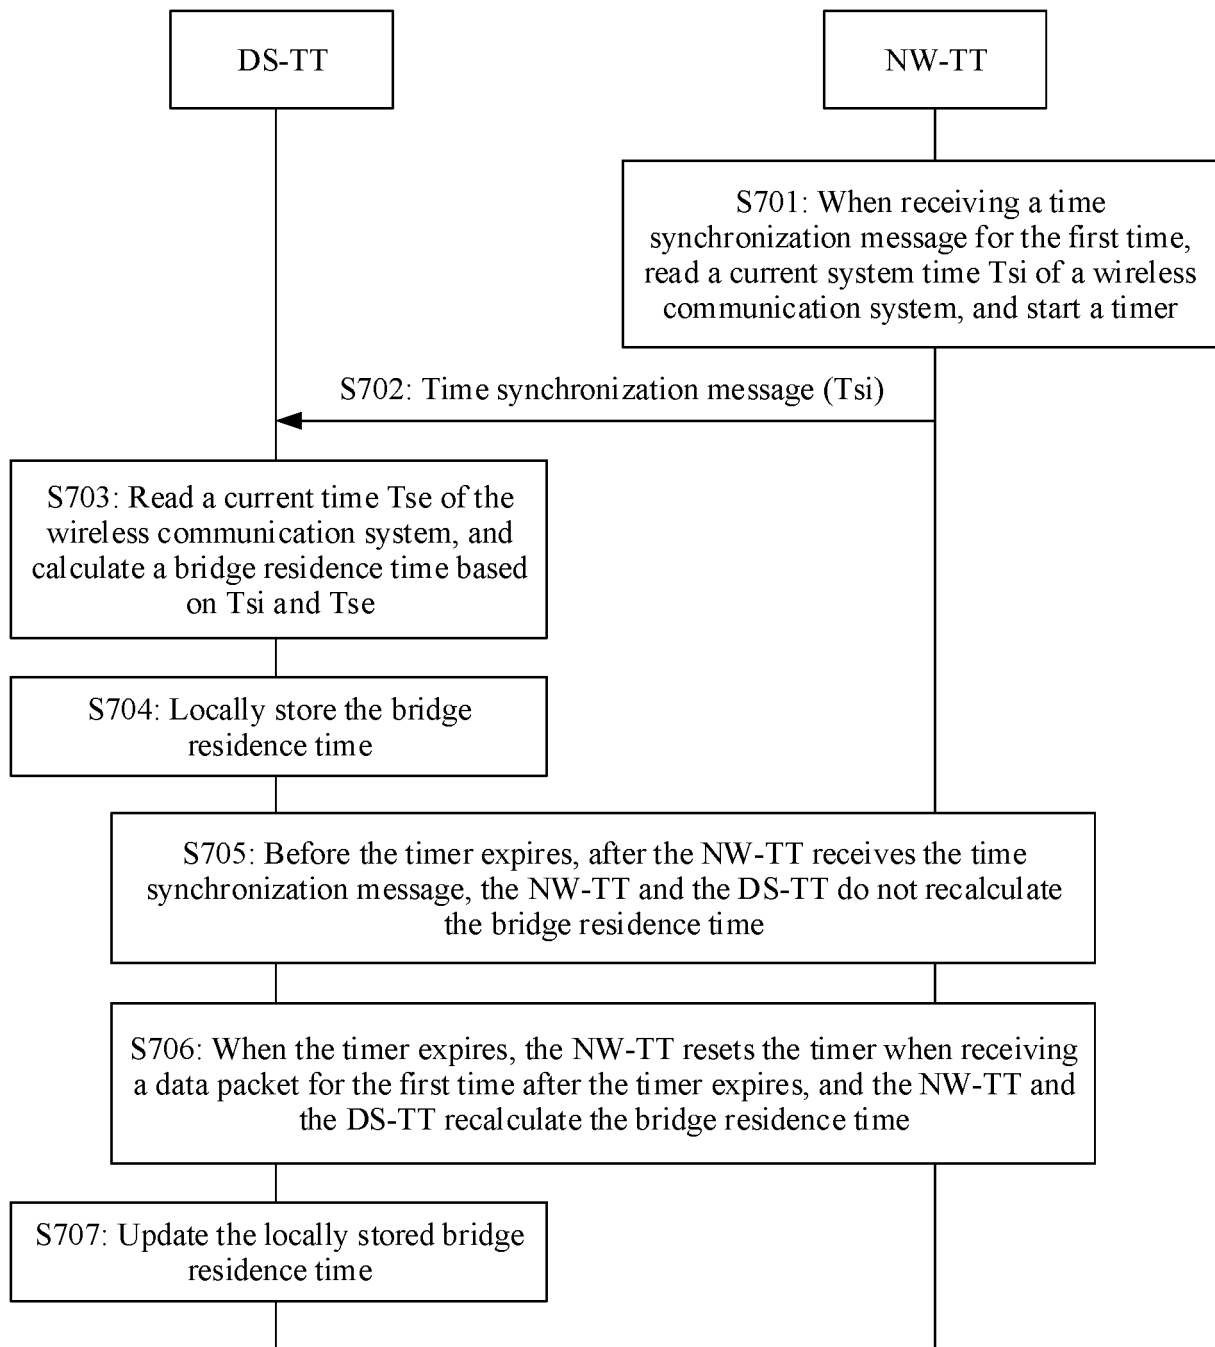 DS-TT
NW-TT
S701: When receiving a time
synchronization message for the first time,
read a current system time Tsi of a wireless
communication system, and start a timer
S702: Time synchronization message (Tsi)
S703: Read a current time Tse of the
wireless communication system, and
calculate a bridge residence time based
on Tsi and Tse
S704: Locally store the bridge
residence time
S705: Before the timer expires, after the NW-TT receives the time
synchronization message, the NW-TT and the DS-TT do not recalculate
the bridge residence time
S706: When the timer expires, the NW-TT resets the timer when receiving
a data packet for the first time after the timer expires, and the NW-TT and
the DS-TT recalculate the bridge residence time
S707: Update the locally stored bridge
residence time